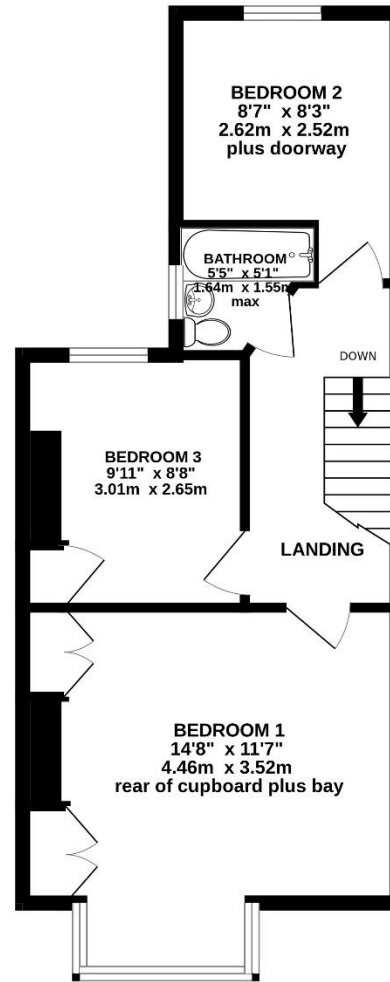 BEDROOM 2
8'7" x 8'3"
2.62m x 2.52m
plus doorway
BATHROOM
5'5" x 5'1"
1.64m x 1.55m
max
DOWN
BEDROOM 3
9'11" x 8'8"
3.01m x 2.65m
LANDING
BEDROOM 1
14'8" x 11'7"
4.46m x 3.52m
rear of cupboard plus bay